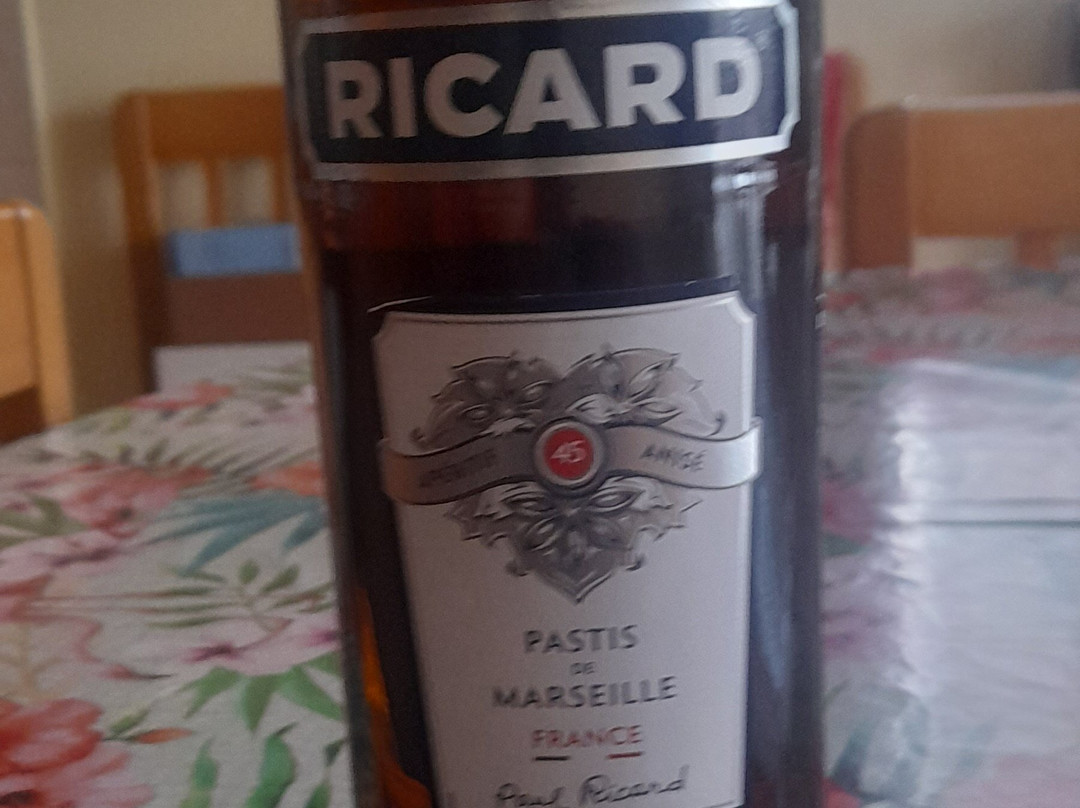 RICARD
45
ANISÉ
PASTIS
DE
MARSEILLE
FRANCE
Paul Ricard